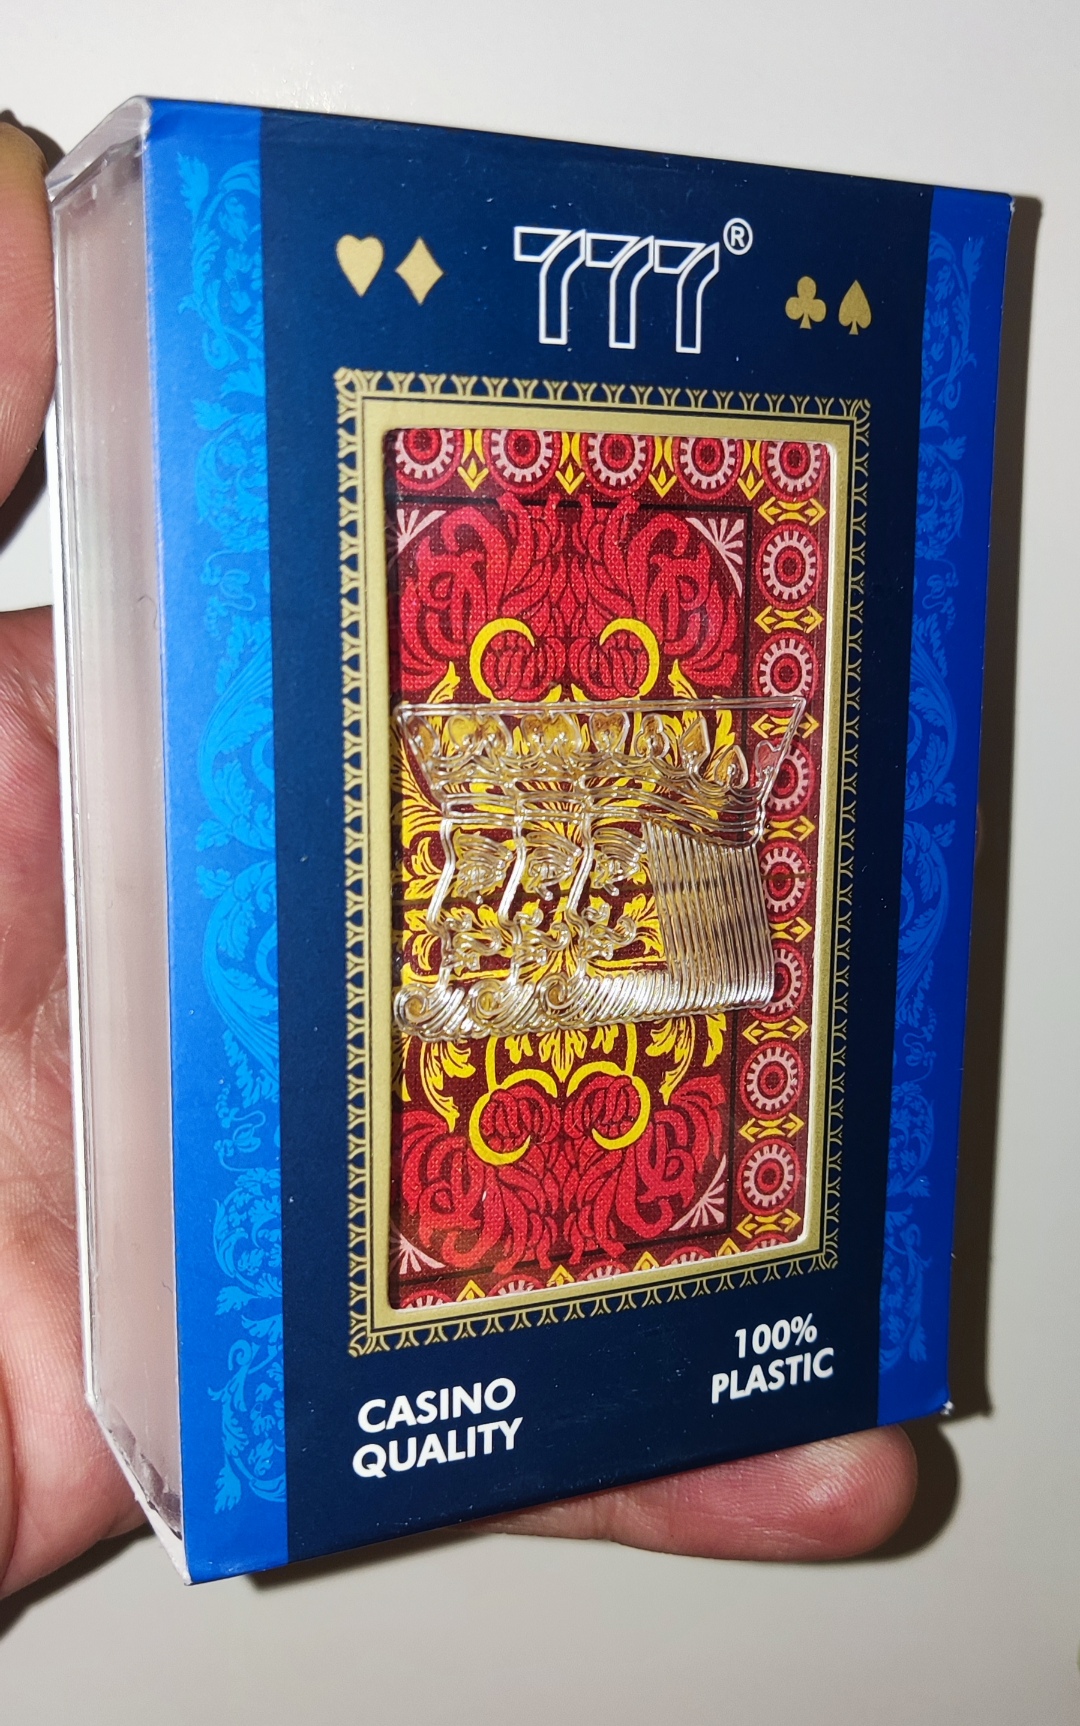 777®
CASINO
QUALITY
100%
PLASTIC